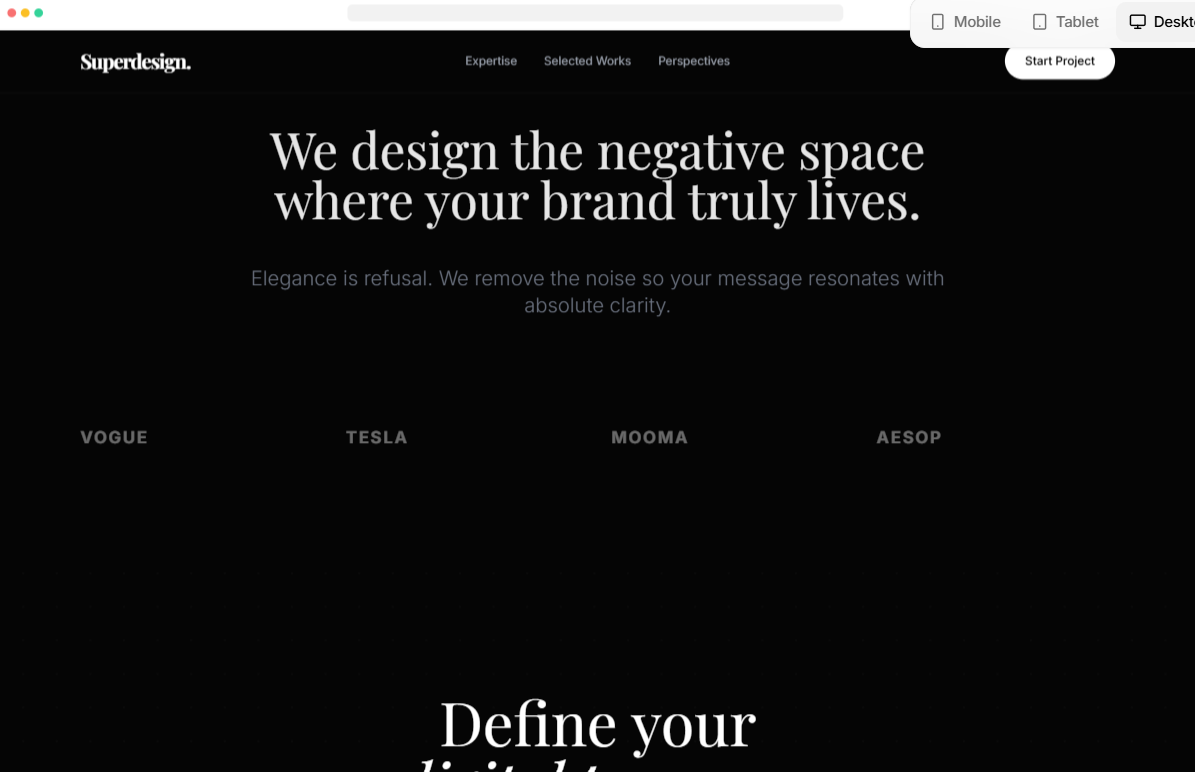 Mobile
Tablet
Superdesign.
Expertise
Selected Works
Perspectives
Start Project
We design the negative space
where your brand truly lives.
Elegance is refusal. We remove the noise so your message resonates with
absolute clarity.
VOGUE
TESLA
MOOMA
AESOP
Define your